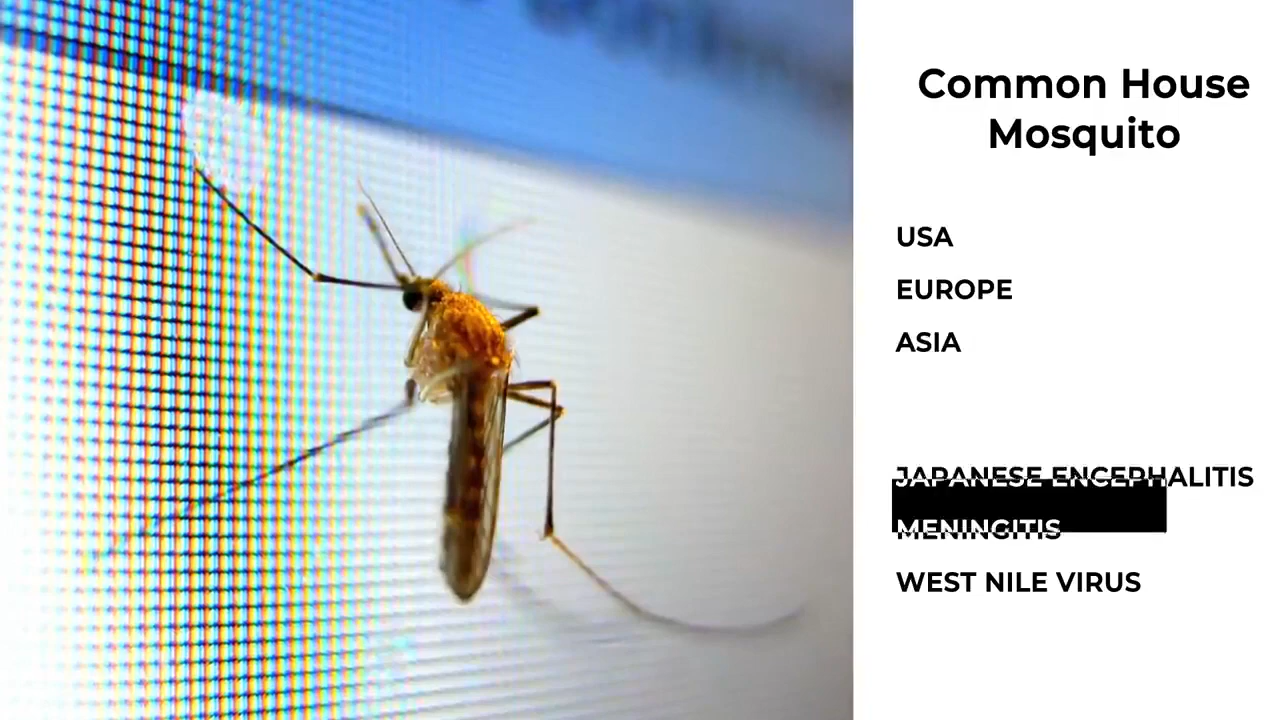 Common House
Mosquito
USA
EUROPE
ASIA
JAPANESE ENCEPHALITIS
MENINGITIS
WEST NILE VIRUS